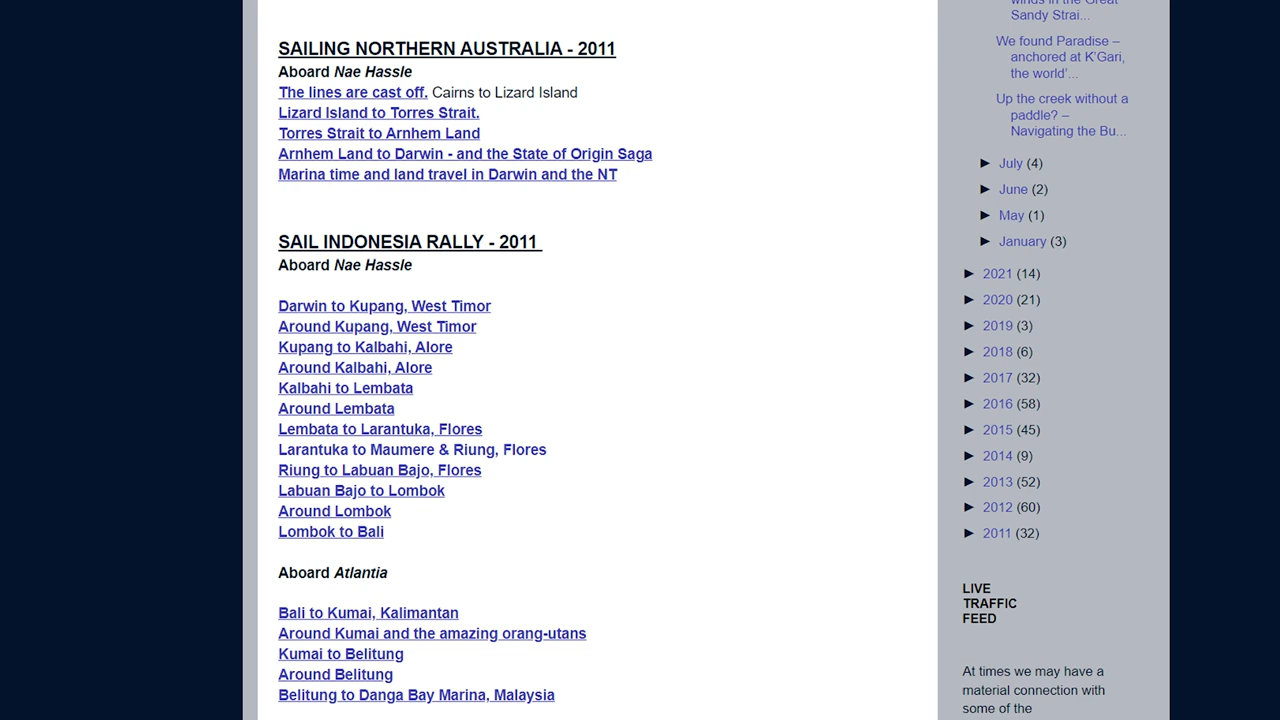 SAILING NORTHERN AUSTRALIA - 2011
Aboard Nae Hassle
The lines are cast off. Cairns to Lizard Island
Lizard Island to Torres Strait.
Torres Strait to Arnhem Land
Arnhem Land to Darwin - and the State of Origin Saga
Marina time and land travel in Darwin and the NT
SAIL INDONESIA RALLY - 2011
Aboard Nae Hassle
Darwin to Kupang, West Timor
Around Kupang, West Timor
Kupang to Kalbahi, Alore
Around Kalbahi, Alore
Kalbahi to Lembata
Around Lembata
Lembata to Larantuka, Flores
Larantuka to Maumere & Riung, Flores
Riung to Labuan Bajo, Flores
Labuan Bajo to Lombok
Around Lombok
Lombok to Bali
Aboard Atlantia
Bali to Kumai, Kalimantan
Around Kumai and the amazing orang-utans
Kumai to Belitung
Around Belitung
Belitung to Danga Bay Marina, Malaysia
winds in the Great
Sandy Strai...
We found Paradise –
anchored at K'Gari,
the world'...
Up the creek without a
paddle? –
Navigating the Bu...
► July (4)
► June (2)
► May (1)
► January (3)
► 2021 (14)
► 2020 (21)
► 2019 (3)
► 2018 (6)
► 2017 (32)
► 2016 (58)
► 2015 (45)
► 2014 (9)
► 2013 (52)
► 2012 (60)
► 2011 (32)
LIVE
TRAFFIC
FEED
At times we may have a
material connection with
some of the